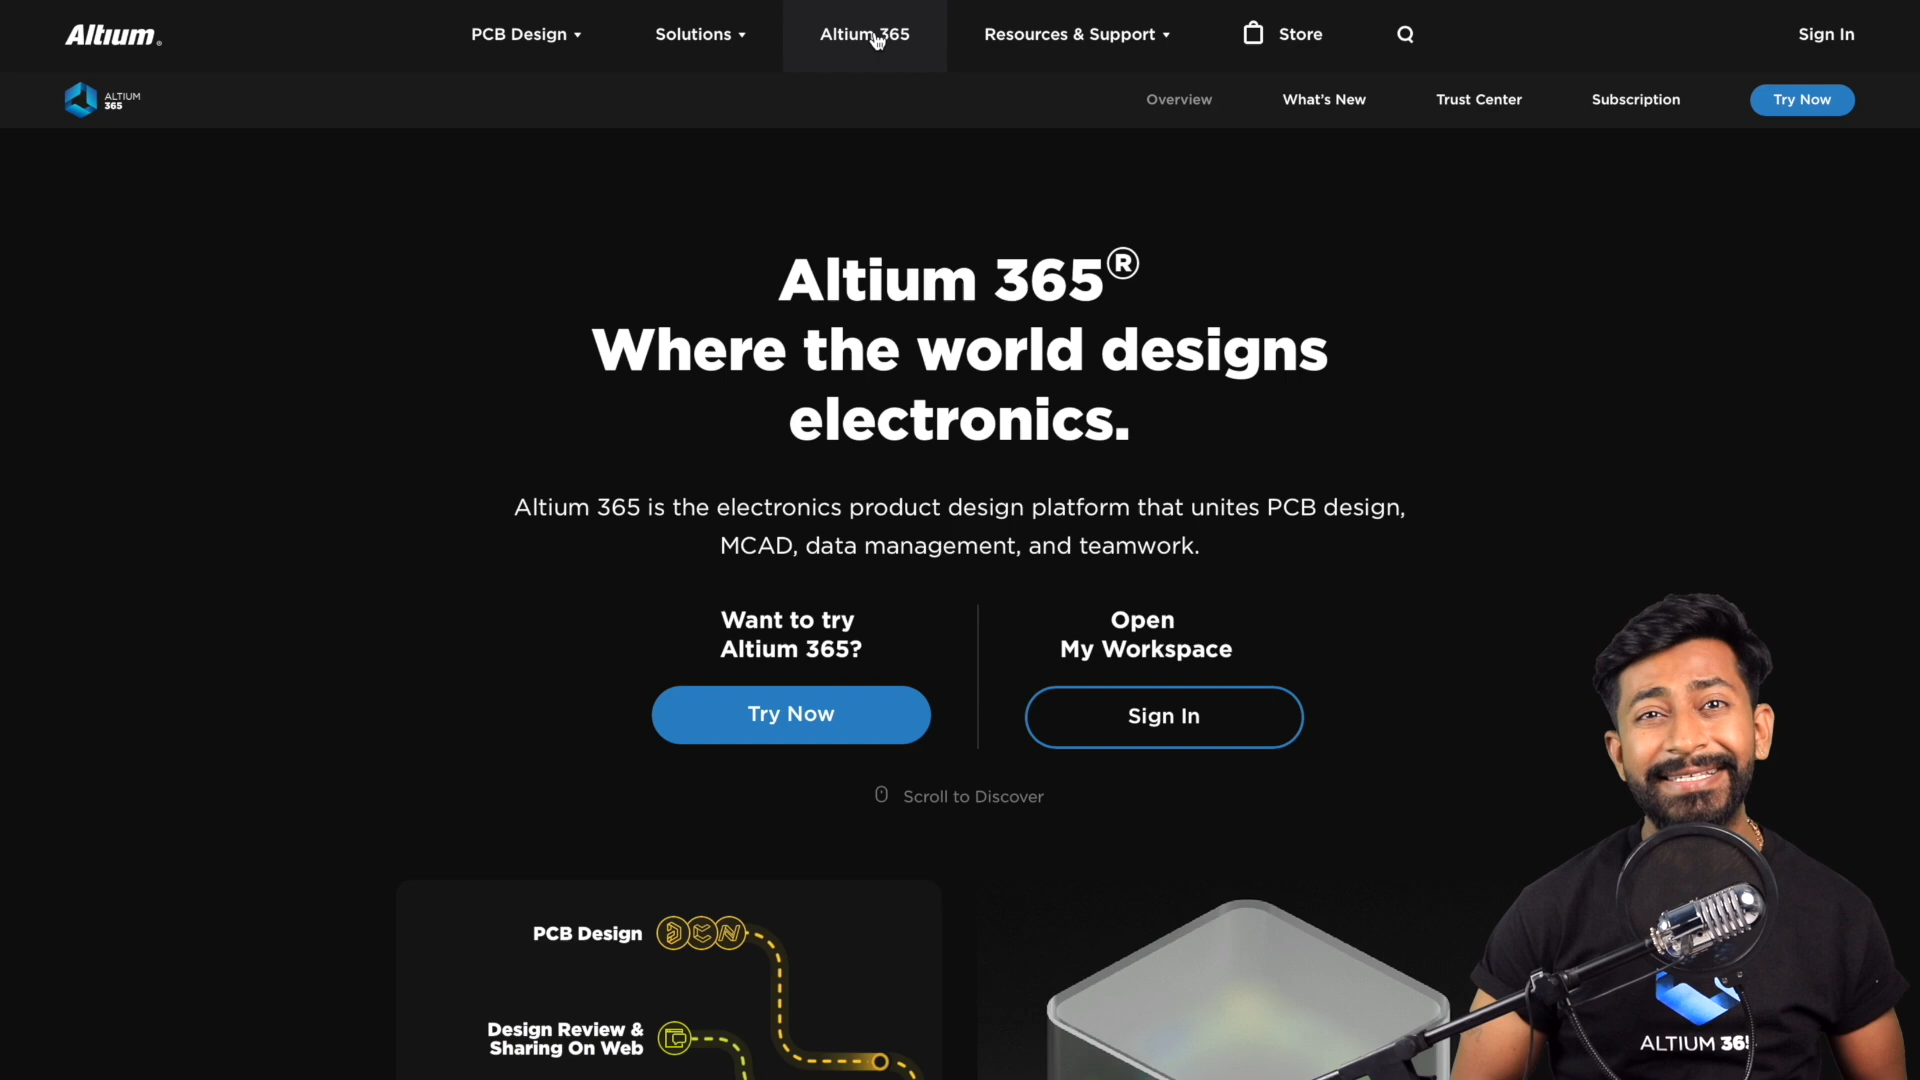 Altium
PCB Design
Solutions
Altium 365
Resources & Support
Store
Sign In
ALTIUM
365
Overview
What's New
Trust Center
Subscription
Try Now
Altium 365®
Where the world designs
electronics.
Altium 365 is the electronics product design platform that unites PCB design,
MCAD, data management, and teamwork.
Want to try
Altium 365?
Try Now
Open
My Workspace
Sign In
Scroll to Discover
PCB Design
Design Review &
Sharing On Web
ALTIUM 365